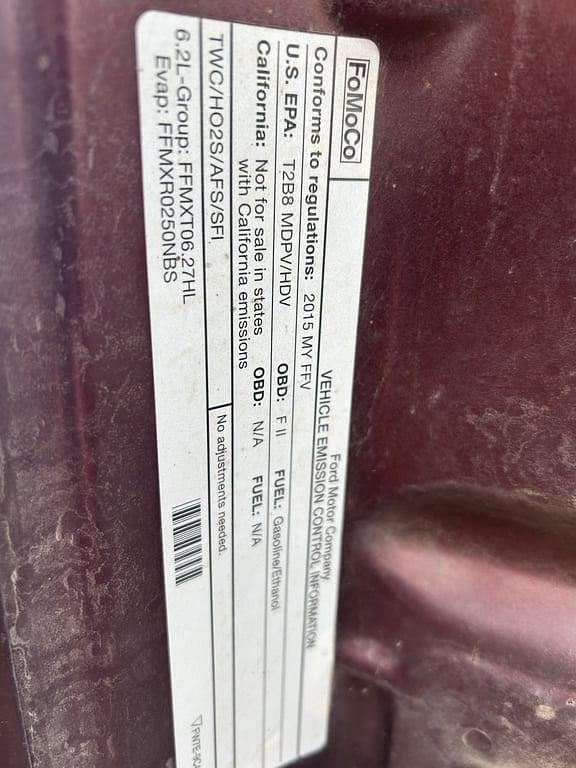 FoMoCo
Ford Motor Company
VEHICLE EMISSION CONTROL INFORMATION
Conforms to regulations: 2015 MY FFV
U.S. EPA: T2B8 MDPV/HDV OBD: F II FUEL: Gasoline/Ethanol
California: Not for sale in states with California emissions OBD: N/A FUEL: N/A
TWC/HO2S/AFS/SFI
No adjustments needed.
6.2L-Group: FFMXT06.27HL
Evap: FFMXR0250NBS